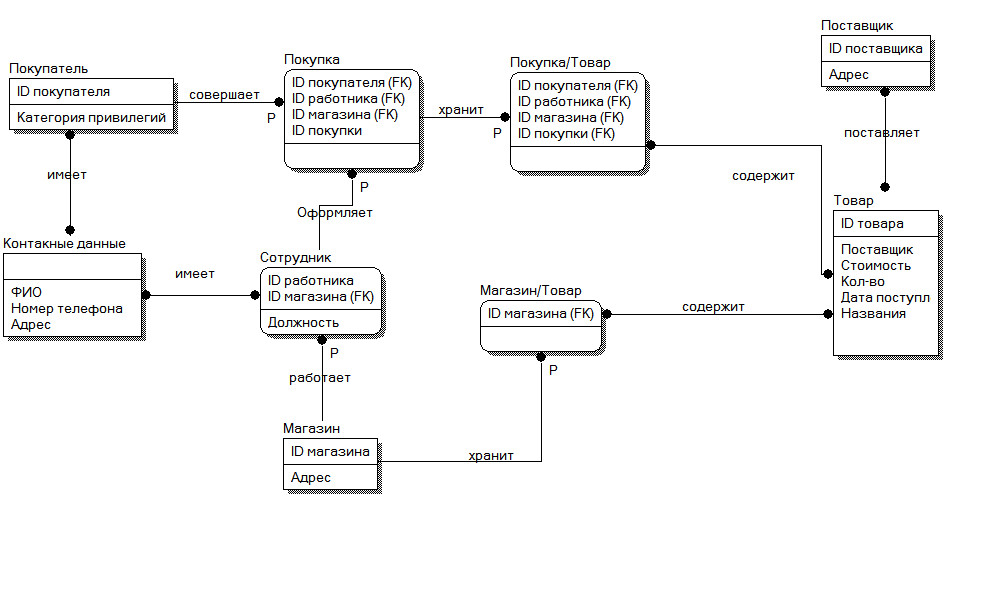 Покупатель
ID покупателя
Категория привилегий
совершает
P
Покупка
ID покупателя (FK)
ID работника (FK)
ID магазина (FK)
ID покупки
хранит
P
Покупка/Товар
ID покупателя (FK)
ID работника (FK)
ID магазина (FK)
ID покупки (FK)
Поставщик
ID поставщика
Адрес
поставляет
содержит
Товар
ID товара
Поставщик
Стоимость
Кол-во
Дата поступл
Названия
имеет
Контакные данные
ФИО
Номер телефона
Адрес
имеет
P
Оформляет
Сотрудник
ID работника
ID магазина (FK)
Должность
P
работает
Магазин
ID магазина
Адрес
хранит
Магазин/Товар
ID магазина (FK)
P
содержит